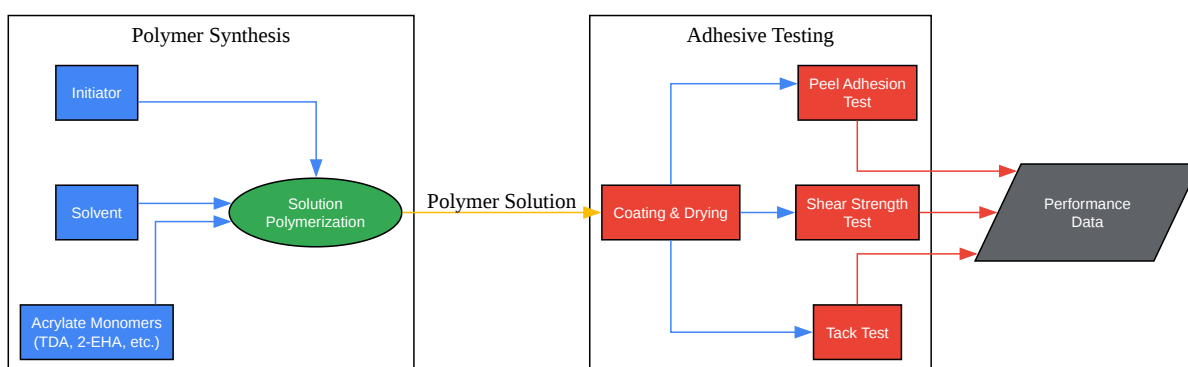 Polymer Synthesis
Initiator
Solvent
Acrylate Monomers
(TDA, 2-EHA, etc.)
Solution
Polymerization
Polymer Solution
Adhesive Testing
Coating & Drying
Peel Adhesion
Test
Shear Strength
Test
Tack Test
Performance
Data